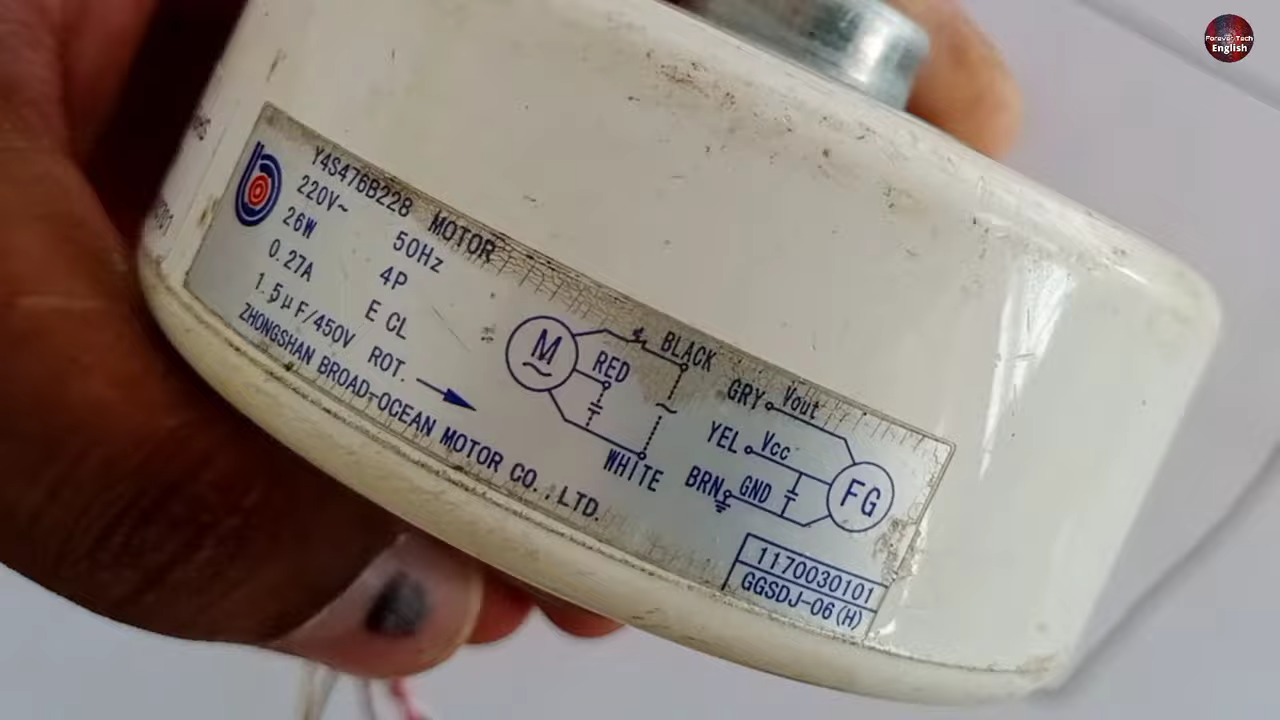 Forever Tech
English
Y4S476B228 MOTOR
220V~ 50Hz
26W 4P
0.27A E CL
1.5μF/450V ROT.
ZHONGSHAN BROAD-OCEAN MOTOR CO., LTD.
M
BLACK
RED
WHITE
~
GRY Vout
YEL Vcc
BRN GND
FG
1170030101
GGSDJ-06(H)